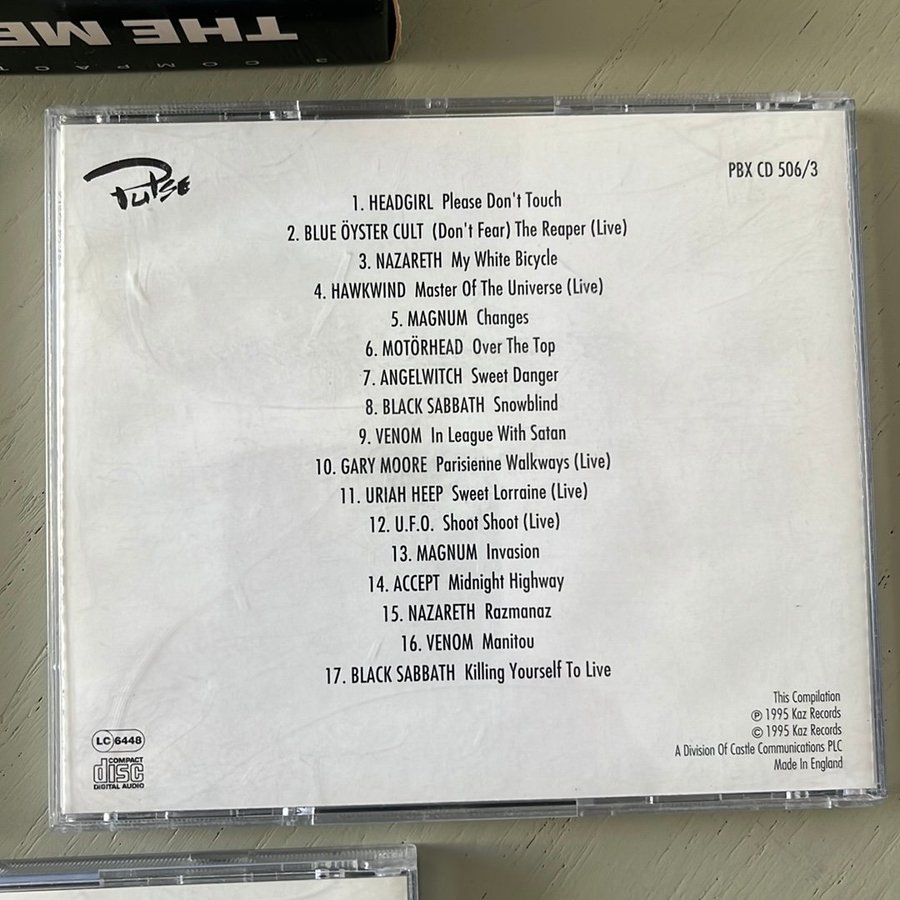 THE ME
3 COMPACT
Pulse
PBX CD 506/3
1. HEADGIRL Please Don't Touch
2. BLUE ÖYSTER CULT (Don't Fear) The Reaper (Live)
3. NAZARETH My White Bicycle
4. HAWKWIND Master Of The Universe (Live)
5. MAGNUM Changes
6. MOTÖRHEAD Over The Top
7. ANGELWITCH Sweet Danger
8. BLACK SABBATH Snowblind
9. VENOM In League With Satan
10. GARY MOORE Parisienne Walkways (Live)
11. URIAH HEEP Sweet Lorraine (Live)
12. U.F.O. Shoot Shoot (Live)
13. MAGNUM Invasion
14. ACCEPT Midnight Highway
15. NAZARETH Razmanaz
16. VENOM Manitou
17. BLACK SABBATH Killing Yourself To Live
This Compilation
℗ 1995 Kaz Records
© 1995 Kaz Records
A Division Of Castle Communications PLC
Made In England
LC 6448
COMPACT
disc
DIGITAL AUDIO